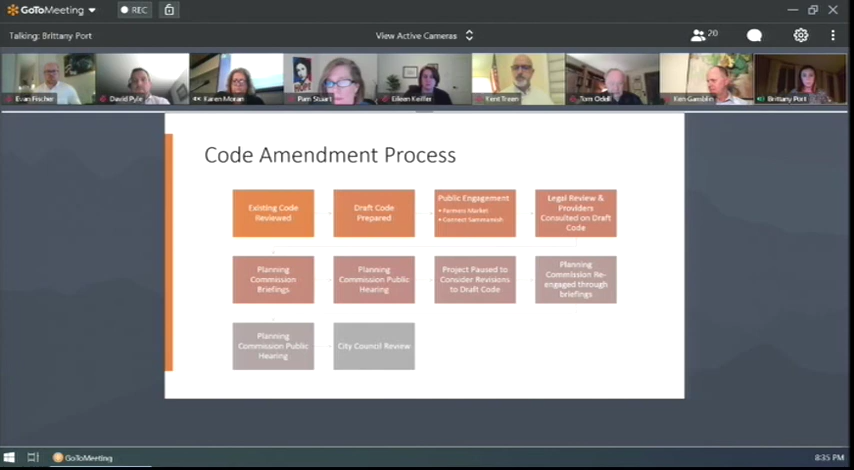 GoToMeeting
REC
Talking: Brittany Port
View Active Cameras
20
Evan Fischer
David Pyle
Karen Moran
Pam Stuart
HOPE
Eileen Keiller
Kent Treen
Tom Odell
Ken Gamblin
Brittany Port
Code Amendment Process
Existing Code
Reviewed
Draft Code
Prepared
Public Engagement
• Farmers Market
• Connect Sammamish
Legal Review &
Providers
Consulted on Draft
Code
Planning
Commission
Briefings
Planning
Commission Public
Hearing
Project Paused to
Consider Revisions
to Draft Code
Planning
Commission Re-
engaged through
briefings
Planning
Commission Public
Hearing
City Council Review
GoToMeeting
8:35 PM